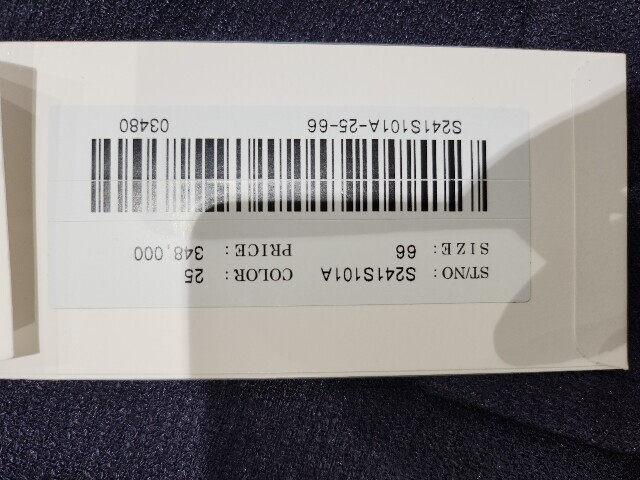 ST/NO: S241S101A COLOR: 25
SIZE: 66 PRICE: 348,000
S241S101A-25-66 03480